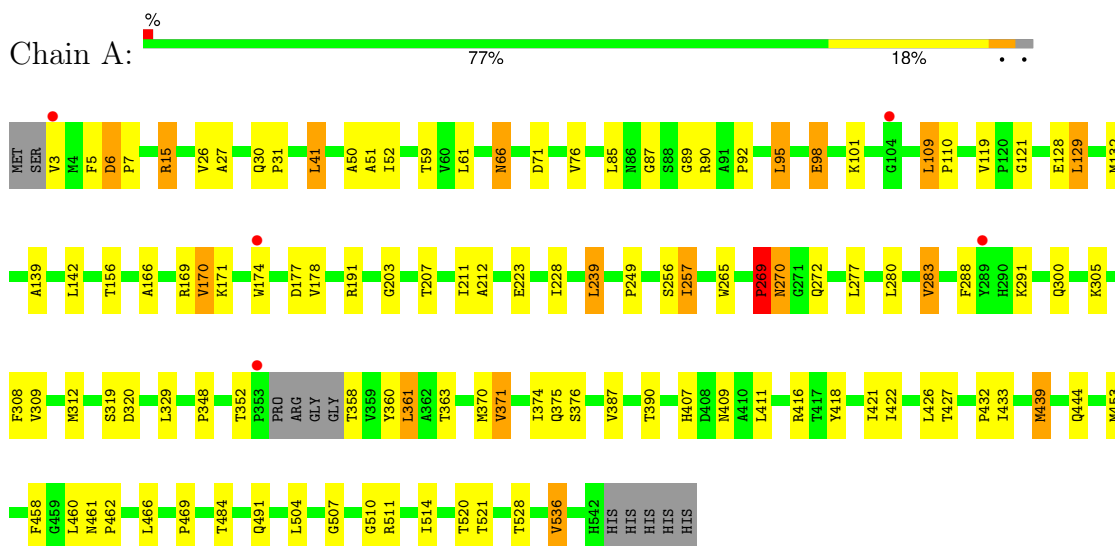 %
Chain A:
77% 18% • •
MET SER V3 M4 F5 D6 P7 R15 V26 A27 Q30 P31 L41 A50 A51 I52 T59 V60 L61 N66 D71 V76 L85 N86 G87 S88 G89 R90 A91 P92 L95 E98 K101 G104 L109 P110 V119 P120 G121 E128 L129 M132
A139 L142 T156 A166 R169 V170 K171 W174 D177 V178 R191 G203 T207 I211 A212 E223 I228 L239 P249 S256 I257 W265 P269 N270 G271 Q272 L277 L280 V283 F288 Y289 H290 K291 Q300 K305
F308 V309 M312 S319 D320 L329 P348 T352 P353 PRO ARG GLY GLY T358 V359 Y360 L361 A362 T363 M370 V371 I374 Q375 S376 V387 T390 H407 D408 N409 A410 L411 R416 T417 Y418 I421 I422 L426 T427 P432 I433 M439 Q444 M453
F458 G459 L460 N461 P462 L466 P469 T484 Q491 L504 G507 G510 R511 I514 T520 T521 T528 V536 H542 HIS HIS HIS HIS HIS